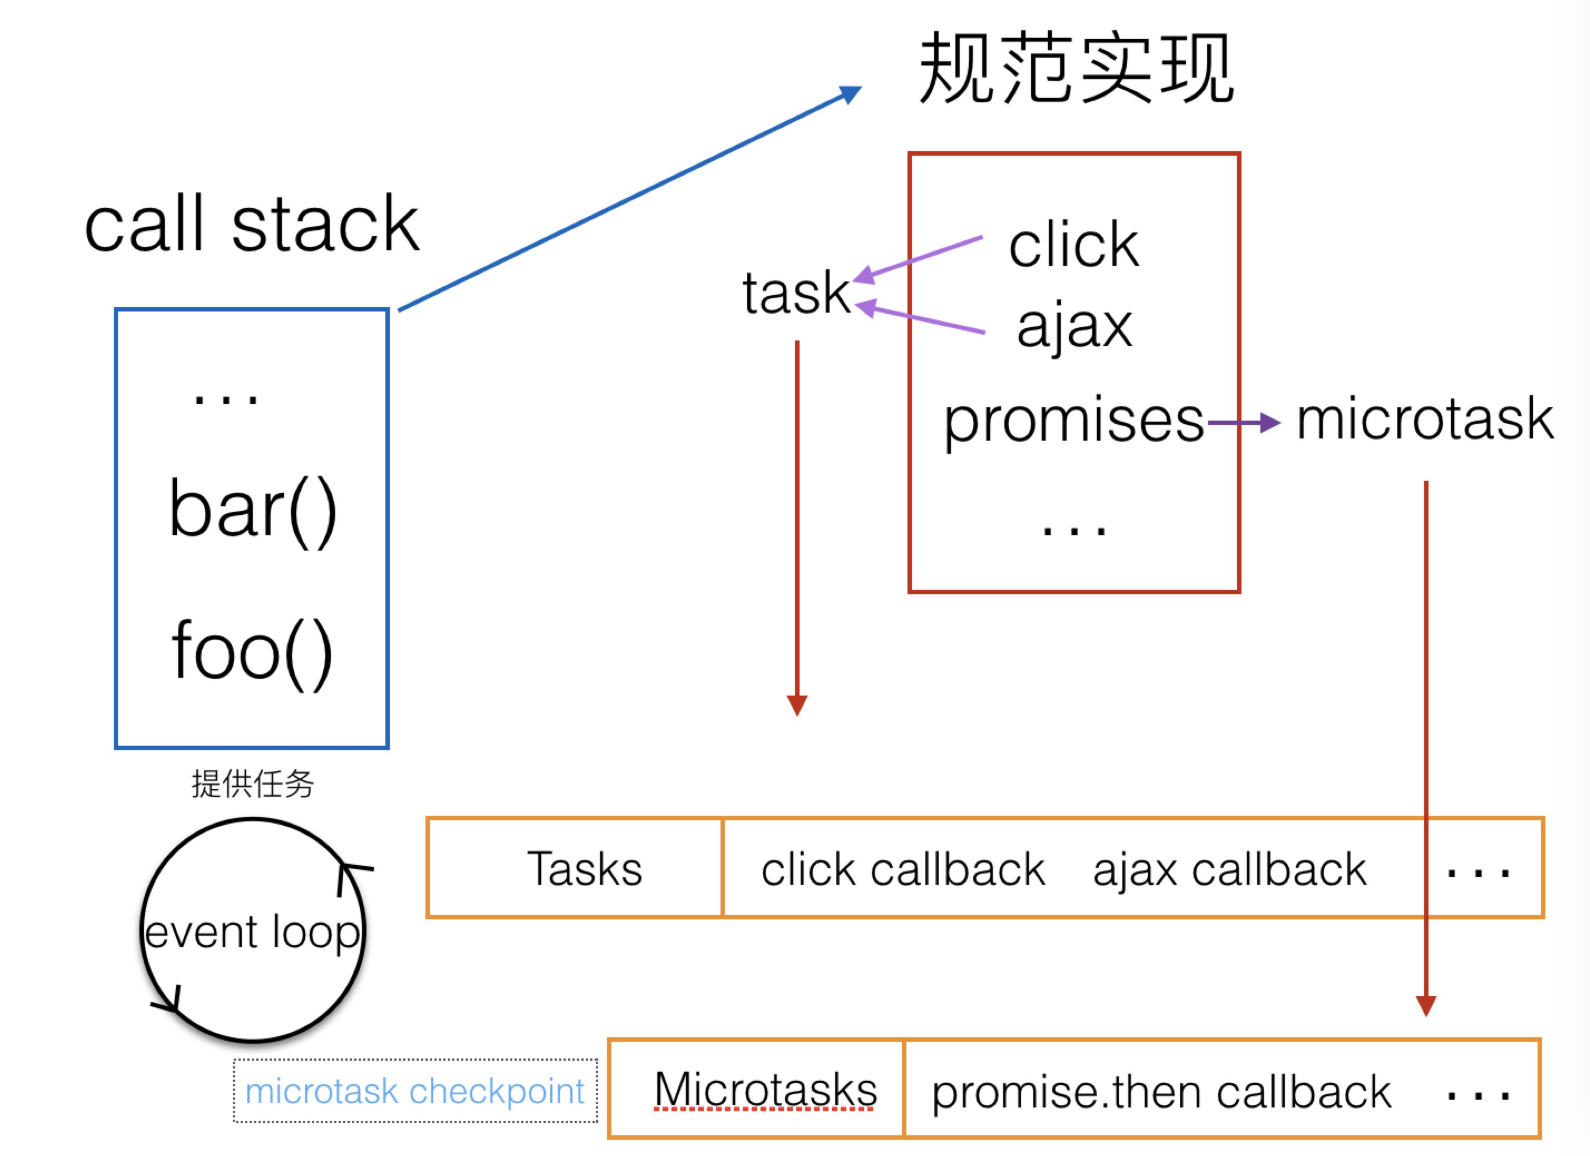 规范实现
call stack
click
task
ajax
...
promises
microtask
bar()
...
foo()
提供任务
Tasks
click callback
ajax callback
...
event loop
microtask checkpoint
Microtasks
promise.then callback
...